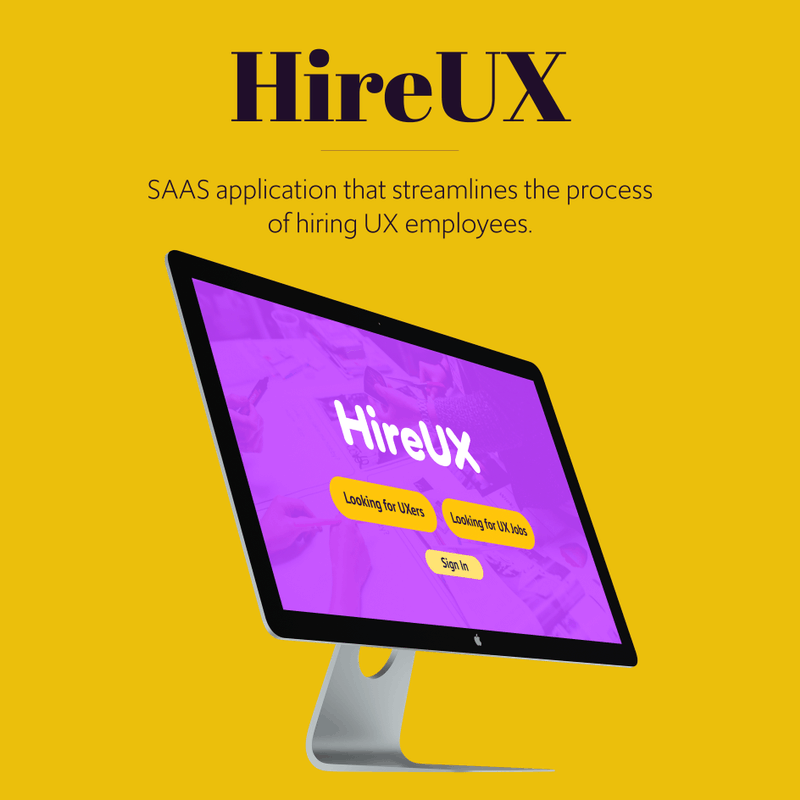 HireUX
SAAS application that streamlines the process
of hiring UX employees.
HireUX
Looking for UXers
Looking for UX Jobs
Sign In